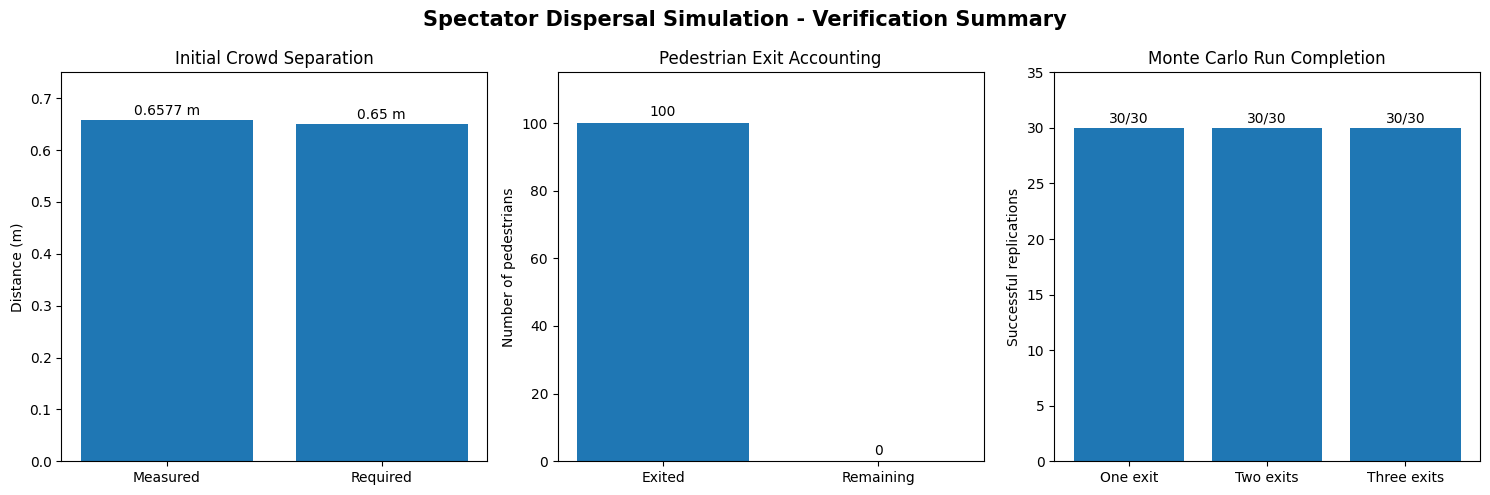 Spectator Dispersal Simulation - Verification Summary
Initial Crowd Separation
Distance (m)
0.7
0.6
0.5
0.4
0.3
0.2
0.1
0.0
0.6577 m
0.65 m
Measured
Required
Pedestrian Exit Accounting
Number of pedestrians
100
80
60
40
20
0
100
0
Exited
Remaining
Monte Carlo Run Completion
Successful replications
35
30
25
20
15
10
5
0
30/30
30/30
30/30
One exit
Two exits
Three exits